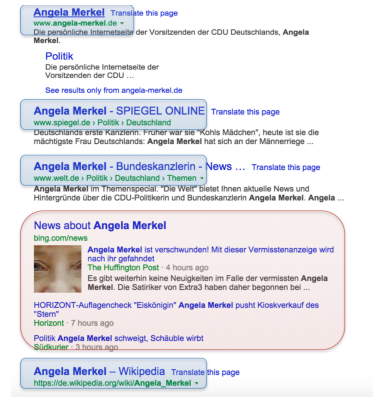 Angela Merkel Translate this page
www.angela-merkel.de
Die persönliche Internetseite der Vorsitzenden der CDU Deutschlands, Angela
Merkel.
Politik
Die persönliche Internetseite der
Vorsitzenden der CDU ...
See results only from angela-merkel.de
Angela Merkel - SPIEGEL ONLINE Translate this page
www.spiegel.de › Politik › Deutschland
Deutschlands erste Kanzlerin. Früher war sie "Kohls Mädchen", heute ist sie die
mächtigste Frau Deutschlands: Angela Merkel hat sich an der Männerriege ...
Angela Merkel - Bundeskanzlerin - News ... Translate this page
www.welt.de › Politik › Deutschland › Themen
Angela Merkel im Themenspecial. "Die Welt" bietet Ihnen aktuelle News und
Hintergründe über die CDU-Politikerin und Bundeskanzlerin Angela Merkel. Angela ...
News about Angela Merkel
bing.com/news
Angela Merkel ist verschwunden! Mit dieser Vermisstenanzeige wird
nach ihr gefahndet
The Huffington Post · 4 hours ago
Es gibt weiterhin keine Neuigkeiten im Falle der vermissten Angela
Merkel. Die Satiriker von Extra3 haben daher begonnen bei ...
HORIZONT-Auflagencheck "Eiskönigin" Angela Merkel pusht Kioskverkauf des
"Stern"
Horizont · 7 hours ago
Politik Angela Merkel schweigt, Schäuble wirbt
Südkurier · 3 hours ago
Angela Merkel – Wikipedia Translate this page
https://de.wikipedia.org/wiki/Angela_Merkel